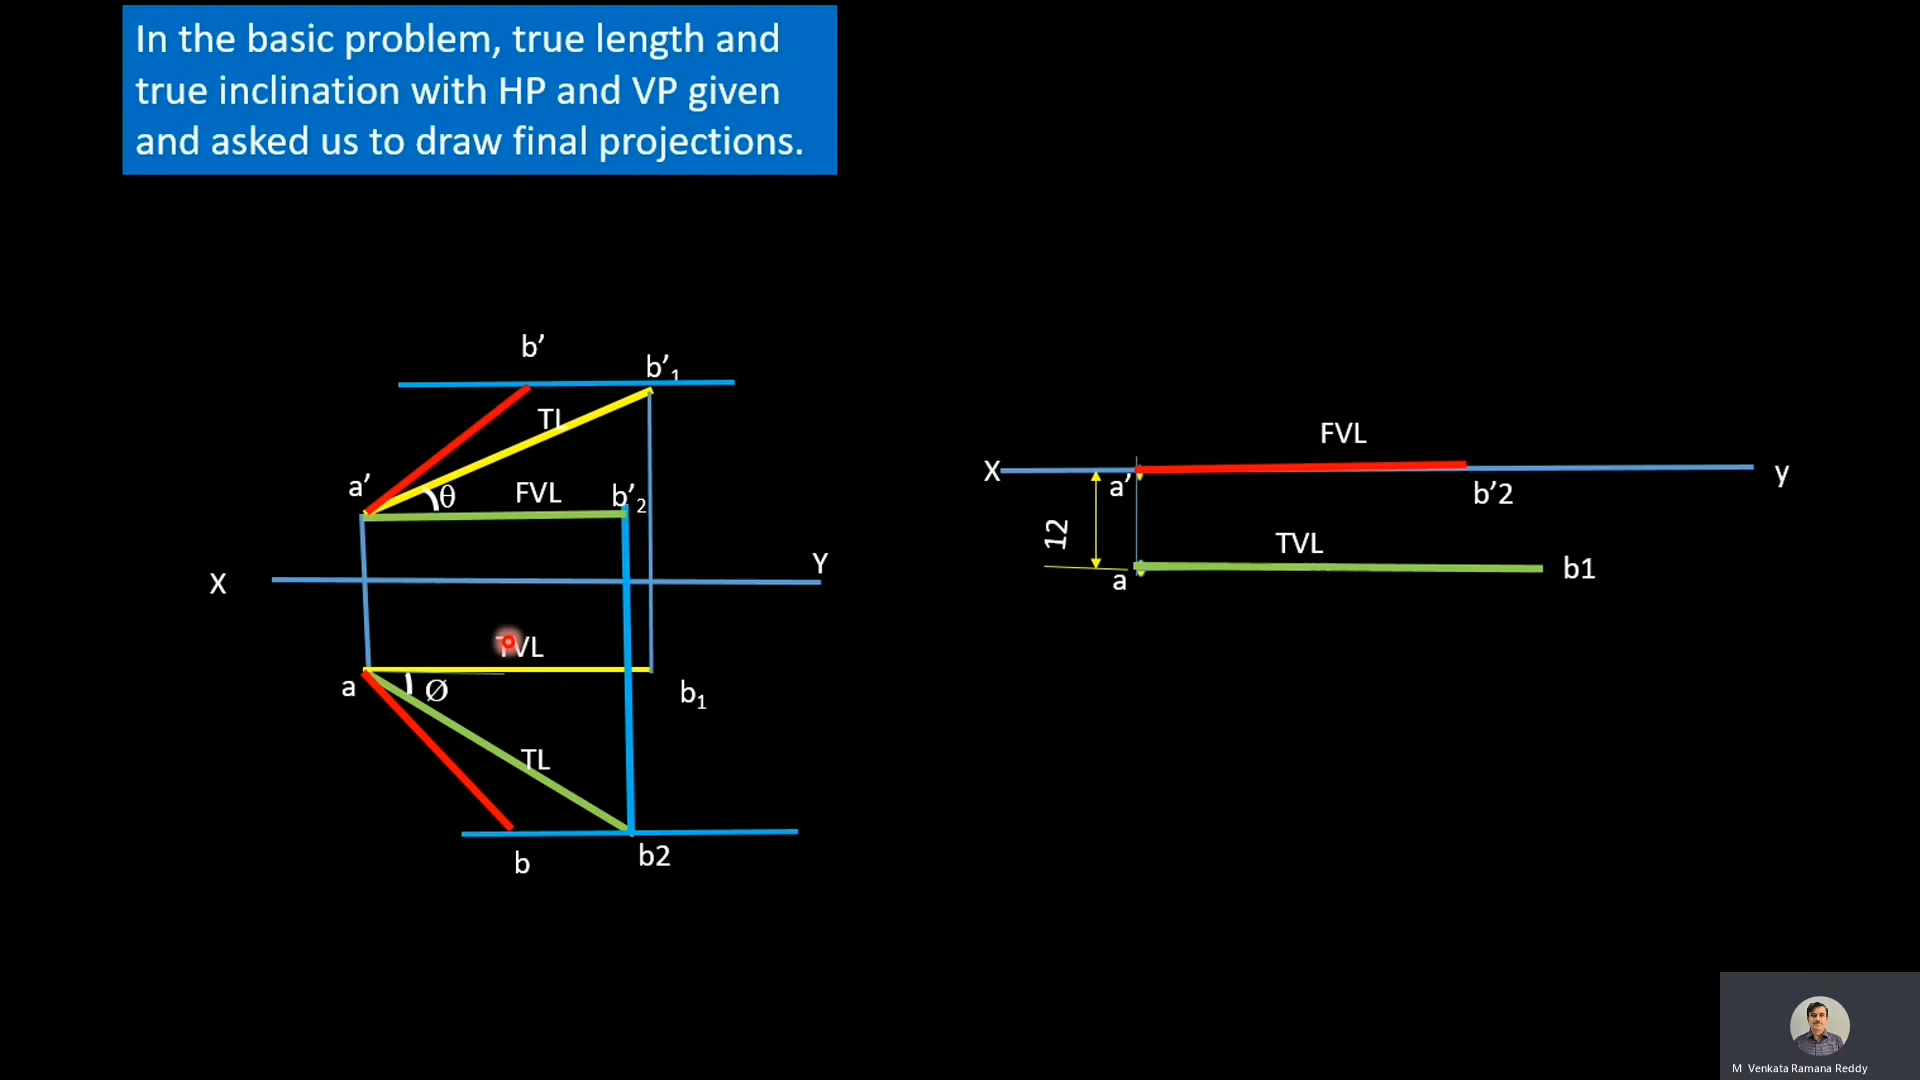 In the basic problem, true length and
true inclination with HP and VP given
and asked us to draw final projections.
b’
b’1
TL
a’
θ
FVL
b’2
X
Y
TVL
a
Ø
b1
TL
b
b2
FVL
X
y
a’
b’2
12
TVL
a
b1
M Venkata Ramana Reddy